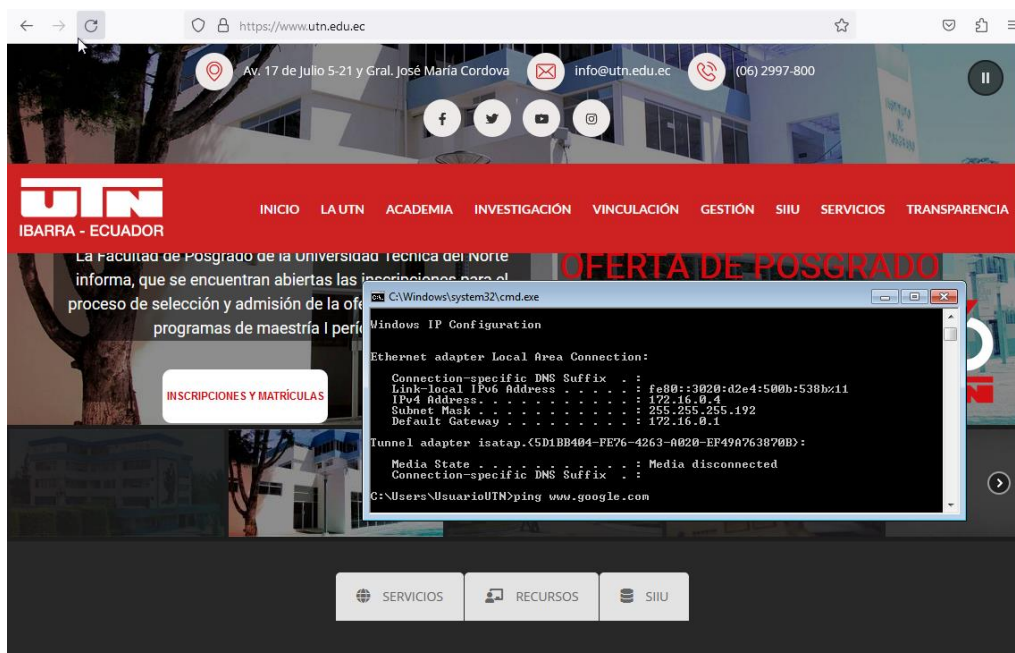 https://www.utn.edu.ec
Av. 17 de Julio 5-21 y Gral. José María Cordova info@utn.edu.ec (06) 2997-800
UTN
IBARRA - ECUADOR
INICIO LA UTN ACADEMIA INVESTIGACIÓN VINCULACIÓN GESTIÓN SIIU SERVICIOS TRANSPARENCIA
La Facultad de Posgrado de la Universidad Técnica del Norte
informa, que se encuentran abiertas las inscripciones para el
proceso de selección y admisión de la ofe
programas de maestría I perí
OFERTA DE POSGRADO
INSCRIPCIONES Y MATRÍCULAS
C:\Windows\system32\cmd.exe
Windows IP Configuration
Ethernet adapter Local Area Connection:
Connection-specific DNS Suffix . :
Link-local IPv6 Address . . . . . : fe80::3020:d2e4:500b:538b%11
IPv4 Address. . . . . . . . . . . : 172.16.0.4
Subnet Mask . . . . . . . . . . . : 255.255.255.192
Default Gateway . . . . . . . . . : 172.16.0.1
Tunnel adapter isatap.{5D1BB404-FE76-4263-A020-EF49A763870B}:
Media State . . . . . . . . . . . : Media disconnected
Connection-specific DNS Suffix . :
C:\Users\UsuarioUTN>ping www.google.com
SERVICIOS RECURSOS SIIU